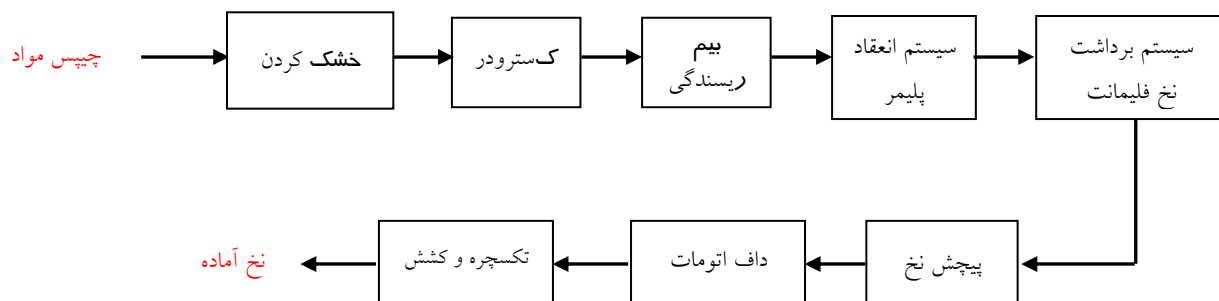 چیپس مواد
خشک کردن
کسترودر
بیم
ریسندگی
سیستم انعقاد
پلیمر
سیستم برداشت
نخ فلیمانت
پیچش نخ
داف اتومات
تکسچره و کشش
نخ آماده